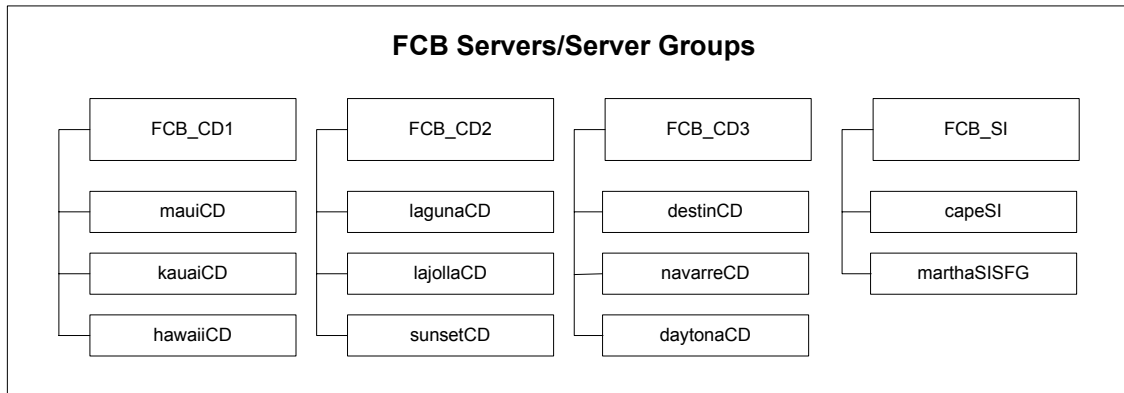 FCB Servers/Server Groups
FCB_CD1
mauiCD
kauaiCD
hawaiiCD
FCB_CD2
lagunaCD
lajollaCD
sunsetCD
FCB_CD3
destinCD
navarreCD
daytonaCD
FCB_SI
capeSI
marthaSISFG